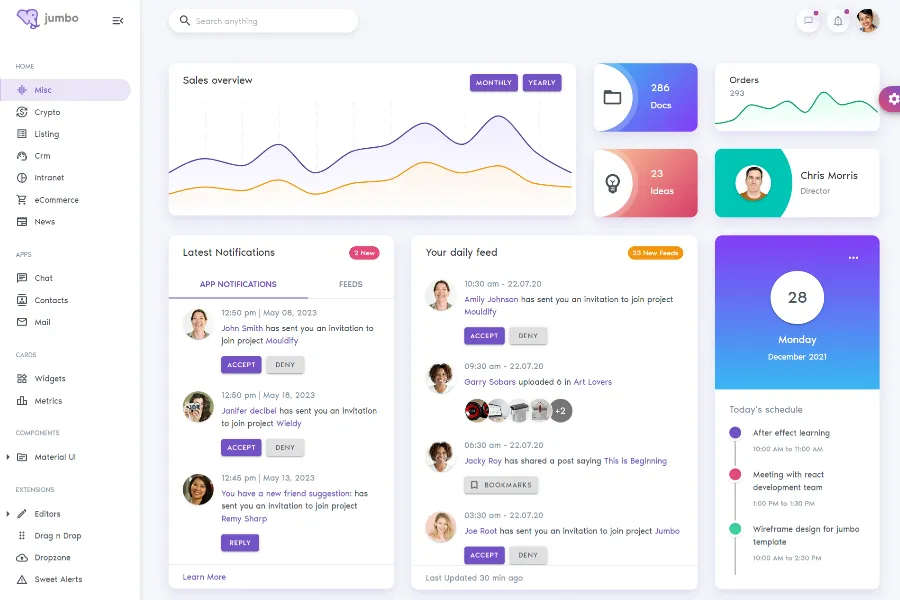 jumbo
Search anything
HOME
Misc
Crypto
Listing
Crm
Intranet
eCommerce
News
APPS
Chat
Contacts
Mail
CARDS
Widgets
Metrics
COMPONENTS
Material UI
EXTENSIONS
Editors
Drag n Drop
Dropzone
Sweet Alerts
Sales overview
MONTHLY
YEARLY
286
Docs
Orders
293
23
Ideas
Chris Morris
Director
Latest Notifications
2 New
APP NOTIFICATIONS
FEEDS
12:50 pm | May 08, 2023
John Smith has sent you an invitation to
join project Mouldify
ACCEPT
DENY
12:50 pm | May 18, 2023
Janifer decibel has sent you an invitation
to join project Wieldy
ACCEPT
DENY
12:45 pm | May 13, 2023
You have a new friend suggestion: has
sent you an invitation to join project
Remy Sharp
REPLY
Learn More
Your daily feed
23 New Feeds
10:30 am - 22.07.20
Amily Johnson has sent you an invitation to join project
Mouldify
ACCEPT
DENY
09:30 am - 22.07.20
Garry Sobars uploaded 6 in Art Lovers
+2
06:30 am - 22.07.20
Jacky Roy has shared a post saying This is Beginning
BOOKMARKS
03:30 am - 22.07.20
Joe Root has sent you an invitation to join project Jumbo
ACCEPT
DENY
Last Updated 30 min ago
28
Monday
December 2021
Today's schedule
After effect learning
10:00 AM to 11:00 AM
Meeting with react
development team
1:00 PM to 1:30 PM
Wireframe design for jumbo
template
10:00 AM to 2:30 PM